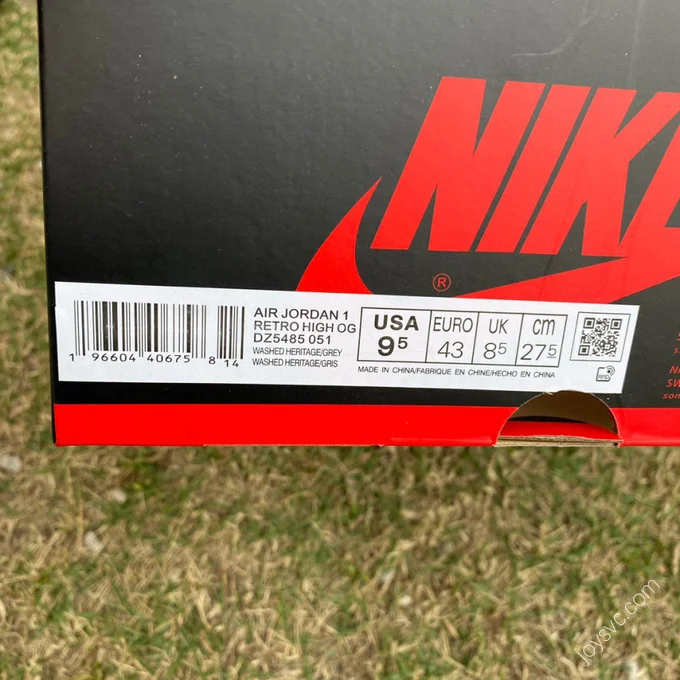 NIKE
®
AIR JORDAN 1
RETRO HIGH OG
DZ5485 051
WASHED HERITAGE/GREY
WASHED HERITAGE/GRIS
1 96604 40675 8 14
USA
9⁵
EURO
43
UK
8⁵
cm
27⁵
MADE IN CHINA/FABRIQUE EN CHINE/HECHO EN CHINA
joysvc.com